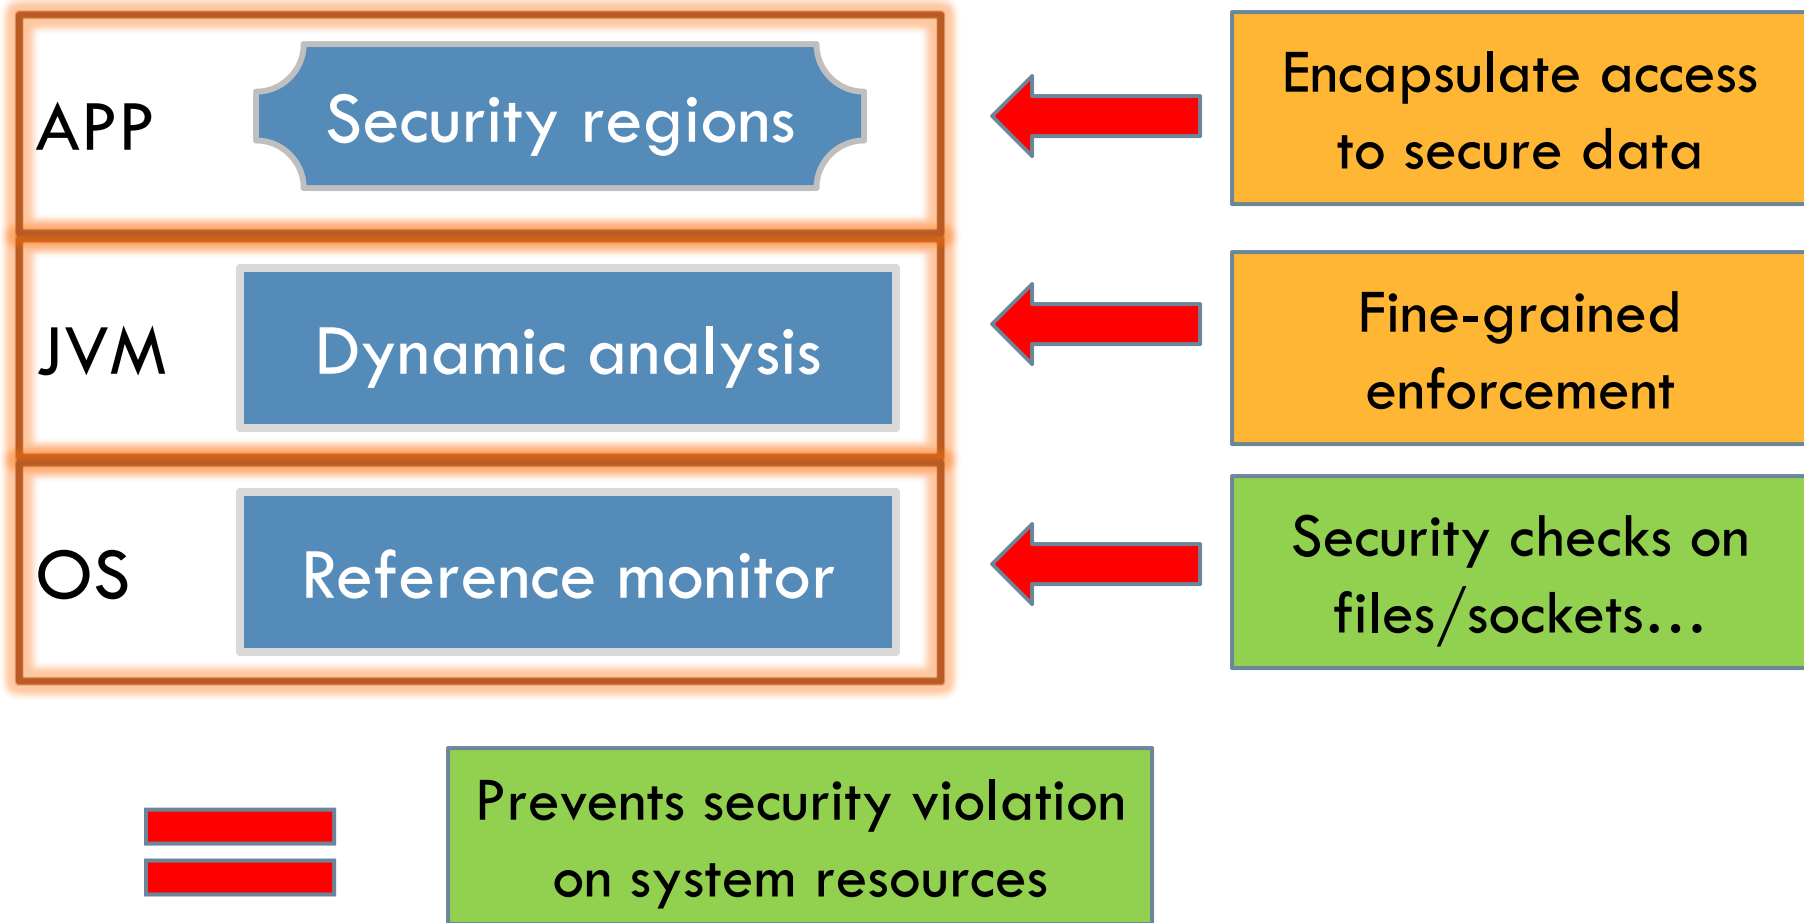 APP
Security regions
Encapsulate access
to secure data
JVM
Dynamic analysis
Fine-grained
enforcement
OS
Reference monitor
Security checks on
files/sockets...
Prevents security violation
on system resources